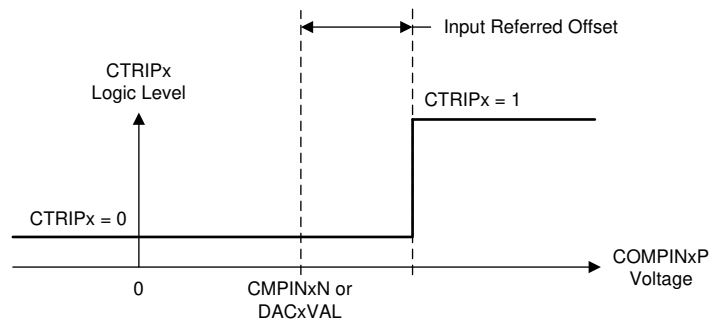 Input Referred Offset
CTRIPx
Logic Level
CTRIPx = 1
CTRIPx = 0
COMPINxP
Voltage
0
CMPINxN or
DACxVAL